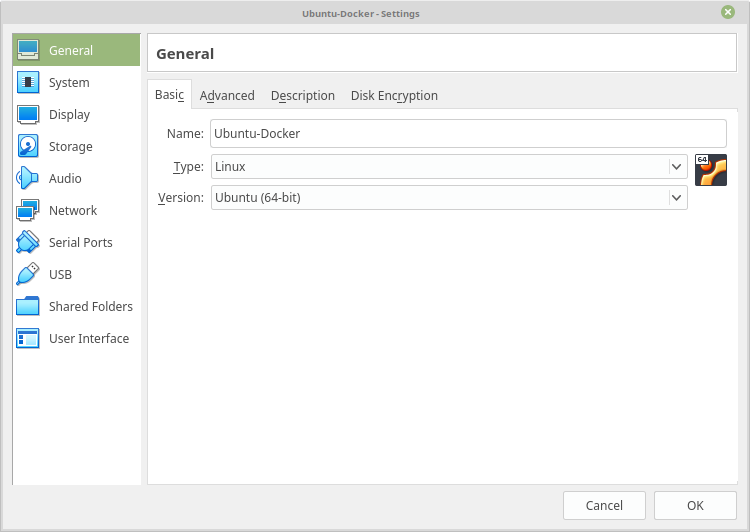 Ubuntu-Docker - Settings
General
System
Display
Storage
Audio
Network
Serial Ports
USB
Shared Folders
User Interface
General
Basic Advanced Description Disk Encryption
Name: Ubuntu-Docker
Type: Linux
64
Version: Ubuntu (64-bit)
Cancel OK